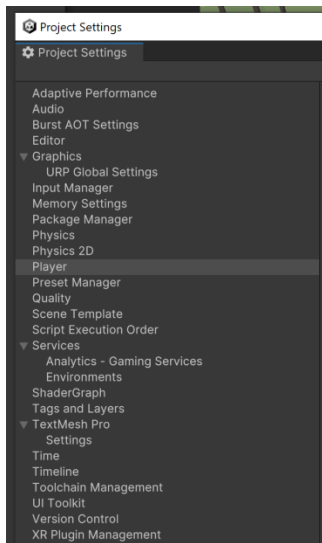 Project Settings
Project Settings
Adaptive Performance
Audio
Burst AOT Settings
Editor
Graphics
URP Global Settings
Input Manager
Memory Settings
Package Manager
Physics
Physics 2D
Player
Preset Manager
Quality
Scene Template
Script Execution Order
Services
Analytics - Gaming Services
Environments
ShaderGraph
Tags and Layers
TextMesh Pro
Settings
Time
Timeline
Toolchain Management
UI Toolkit
Version Control
XR Plugin Management